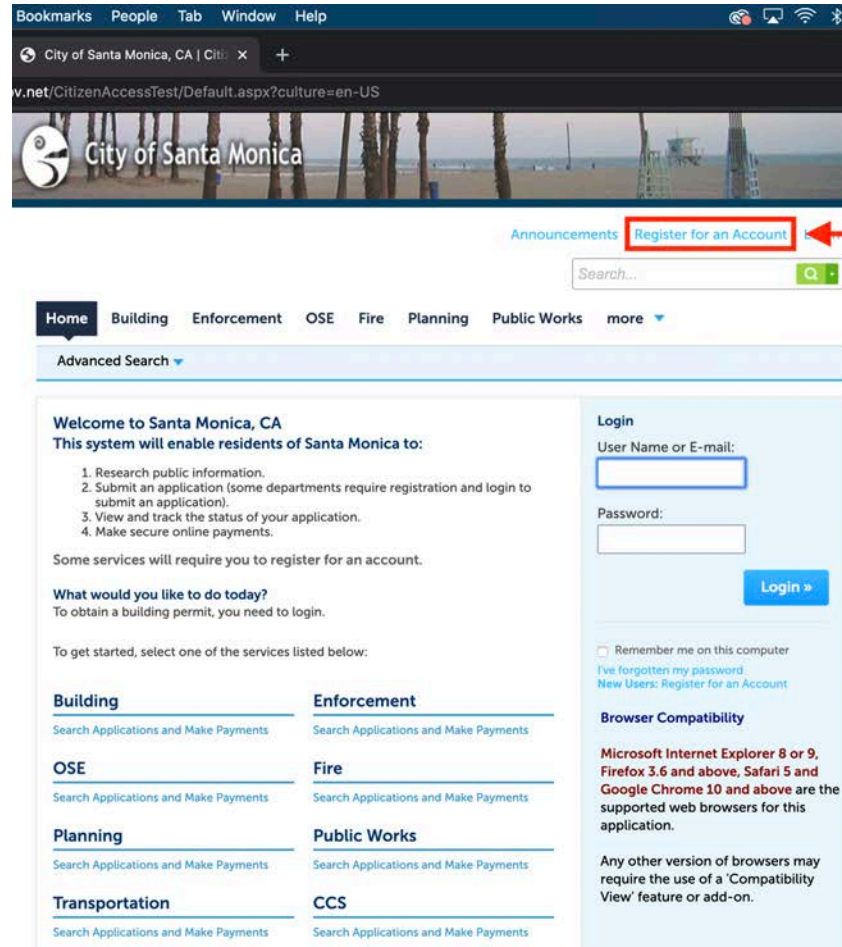 Bookmarks People Tab Window Help
City of Santa Monica, CA | Citi
v.net/CitizenAccessTest/Default.aspx?culture=en-US
City of Santa Monica
Announcements Register for an Account
Search...
Home Building Enforcement OSE Fire Planning Public Works more
Advanced Search
Welcome to Santa Monica, CA
This system will enable residents of Santa Monica to:
1. Research public information.
2. Submit an application (some departments require registration and login to
submit an application).
3. View and track the status of your application.
4. Make secure online payments.
Some services will require you to register for an account.
What would you like to do today?
To obtain a building permit, you need to login.
To get started, select one of the services listed below:
Building Enforcement
Search Applications and Make Payments Search Applications and Make Payments
OSE Fire
Search Applications and Make Payments Search Applications and Make Payments
Planning Public Works
Search Applications and Make Payments Search Applications and Make Payments
Transportation CCS
Search Applications and Make Payments Search Applications and Make Payments
Login
User Name or E-mail:
Password:
Login »
Remember me on this computer
I've forgotten my password
New Users: Register for an Account
Browser Compatibility
Microsoft Internet Explorer 8 or 9,
Firefox 3.6 and above, Safari 5 and
Google Chrome 10 and above are the
supported web browsers for this
application.
Any other version of browsers may
require the use of a 'Compatibility
View' feature or add-on.